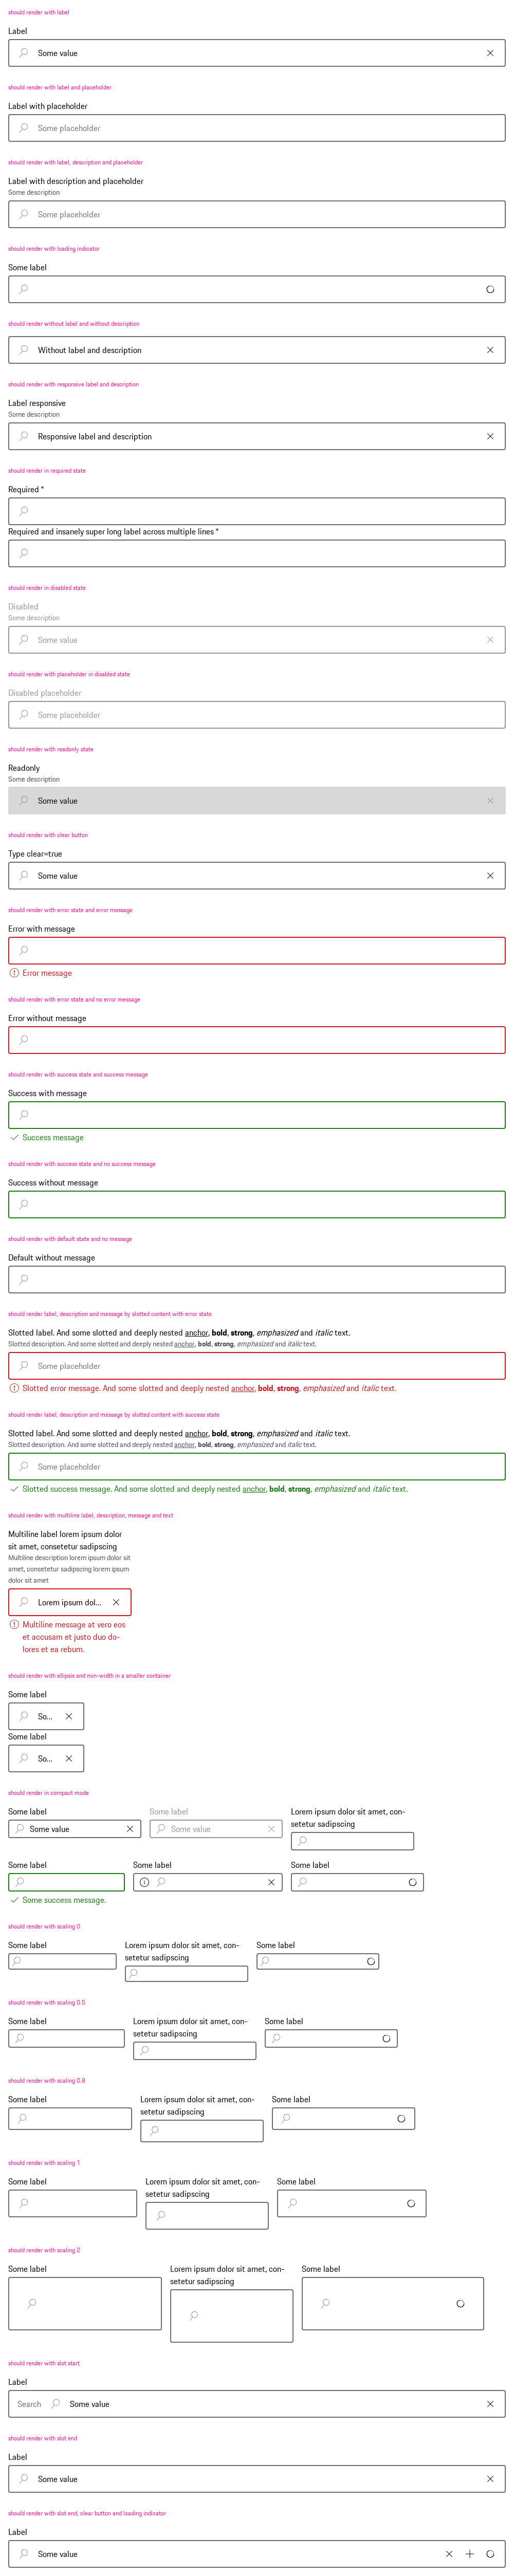 should render with label
Label
Some value
should render with label and placeholder
Label with placeholder
Some placeholder
should render with label, description and placeholder
Label with description and placeholder
Some description
Some placeholder
should render with loading indicator
Some label
should render without label and without description
Without label and description
should render with responsive label and description
Label responsive
Some description
Responsive label and description
should render in required state
Required *
Required and insanely super long label across multiple lines *
should render in disabled state
Disabled
Some description
Some value
should render with placeholder in disabled state
Disabled placeholder
Some placeholder
should render with readonly state
Readonly
Some description
Some value
should render with clear button
Type clear=true
Some value
should render with error state and error message
Error with message
Error message
should render with error state and no error message
Error without message
should render with success state and success message
Success with message
Success message
should render with success state and no success message
Success without message
should render with default state and no message
Default without message
should render label, description and message by slotted content with error state
Slotted label. And some slotted and deeply nested anchor, bold, strong, emphasized and italic text.
Slotted description. And some slotted and deeply nested anchor, bold, strong, emphasized and italic text.
Some placeholder
Slotted error message. And some slotted and deeply nested anchor, bold, strong, emphasized and italic text.
should render label, description and message by slotted content with success state
Slotted label. And some slotted and deeply nested anchor, bold, strong, emphasized and italic text.
Slotted description. And some slotted and deeply nested anchor, bold, strong, emphasized and italic text.
Some placeholder
Slotted success message. And some slotted and deeply nested anchor, bold, strong, emphasized and italic text.
should render with multiline label, description, message and text
Multiline label lorem ipsum dolor
sit amet, consetetur sadipscing
Multiline description lorem ipsum dolor sit
amet, consetetur sadipscing lorem ipsum
dolor sit amet
Lorem ipsum dol...
Multiline message at vero eos
et accusam et justo duo do-
lores et ea rebum.
should render with ellipsis and min-width in a smaller container
Some label
So...
Some label
So...
should render in compact mode
Some label
Some value
Some label
Some value
Lorem ipsum dolor sit amet, con-
setetur sadipscing
Some label
Some success message.
Some label
Some label
should render with scaling 0
Some label
Lorem ipsum dolor sit amet, con-
setetur sadipscing
Some label
should render with scaling 0.5
Some label
Lorem ipsum dolor sit amet, con-
setetur sadipscing
Some label
should render with scaling 0.8
Some label
Lorem ipsum dolor sit amet, con-
setetur sadipscing
Some label
should render with scaling 1
Some label
Lorem ipsum dolor sit amet, con-
setetur sadipscing
Some label
should render with scaling 2
Some label
Lorem ipsum dolor sit amet, con-
setetur sadipscing
Some label
should render with slot start
Label
Search
Some value
should render with slot end
Label
Some value
should render with slot end, clear button and loading indicator
Label
Some value